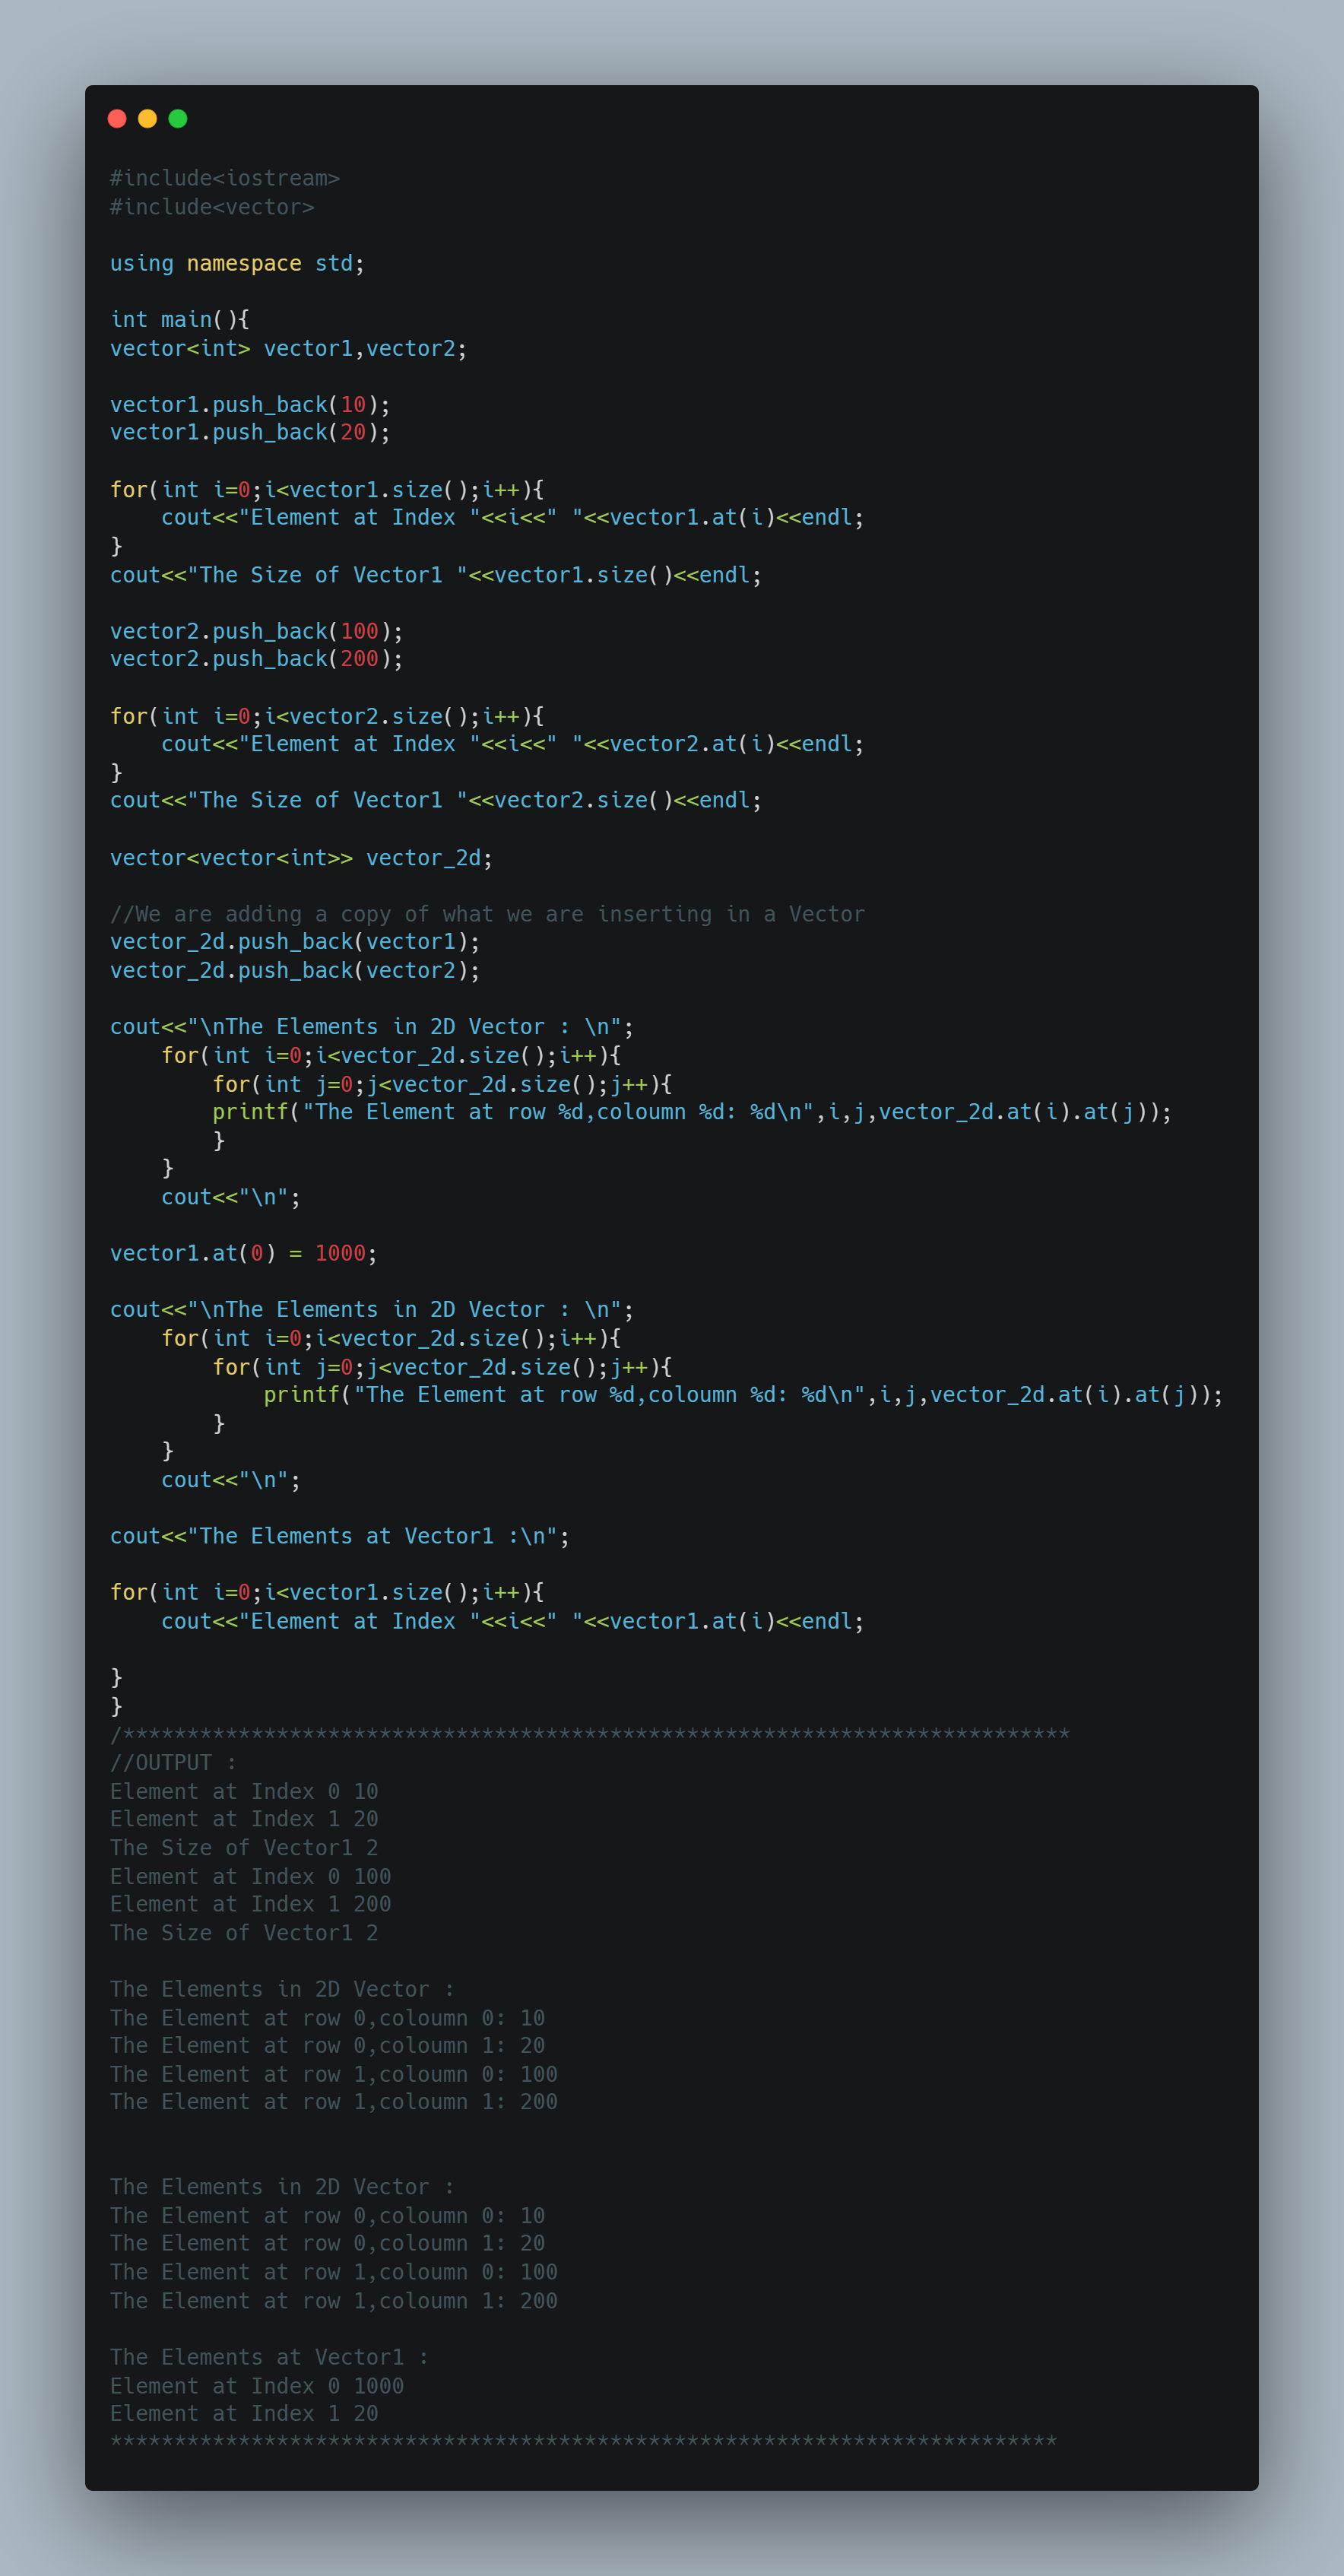 #include<iostream>
#include<vector>
using namespace std;
int main(){
vector<int> vector1,vector2;
vector1.push_back(10);
vector1.push_back(20);
for(int i=0;i<vector1.size();i++){
    cout<<"Element at Index "<<i<<" "<<vector1.at(i)<<endl;
}
cout<<"The Size of Vector1 "<<vector1.size()<<endl;
vector2.push_back(100);
vector2.push_back(200);
for(int i=0;i<vector2.size();i++){
    cout<<"Element at Index "<<i<<" "<<vector2.at(i)<<endl;
}
cout<<"The Size of Vector1 "<<vector2.size()<<endl;
vector<vector<int>> vector_2d;
//We are adding a copy of what we are inserting in a Vector
vector_2d.push_back(vector1);
vector_2d.push_back(vector2);
cout<<"\nThe Elements in 2D Vector : \n";
    for(int i=0;i<vector_2d.size();i++){
        for(int j=0;j<vector_2d.size();j++){
        printf("The Element at row %d,coloumn %d: %d\n",i,j,vector_2d.at(i).at(j));
        }
    }
    cout<<"\n";
vector1.at(0) = 1000;
cout<<"\nThe Elements in 2D Vector : \n";
    for(int i=0;i<vector_2d.size();i++){
        for(int j=0;j<vector_2d.size();j++){
            printf("The Element at row %d,coloumn %d: %d\n",i,j,vector_2d.at(i).at(j));
        }
    }
    cout<<"\n";
cout<<"The Elements at Vector1 :\n";
for(int i=0;i<vector1.size();i++){
    cout<<"Element at Index "<<i<<" "<<vector1.at(i)<<endl;
}
}
/**************************************************************************
//OUTPUT :
Element at Index 0 10
Element at Index 1 20
The Size of Vector1 2
Element at Index 0 100
Element at Index 1 200
The Size of Vector1 2
The Elements in 2D Vector :
The Element at row 0,coloumn 0: 10
The Element at row 0,coloumn 1: 20
The Element at row 1,coloumn 0: 100
The Element at row 1,coloumn 1: 200
The Elements in 2D Vector :
The Element at row 0,coloumn 0: 10
The Element at row 0,coloumn 1: 20
The Element at row 1,coloumn 0: 100
The Element at row 1,coloumn 1: 200
The Elements at Vector1 :
Element at Index 0 1000
Element at Index 1 20
**************************************************************************